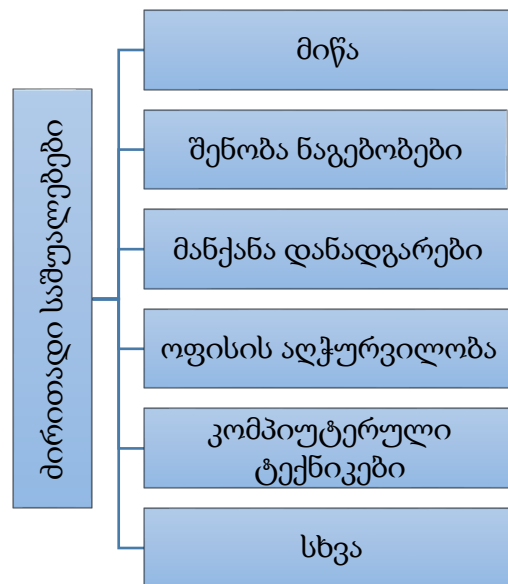 ძირითადი საშუალებები
მიწა
შენობა ნაგებობები
მანქანა დანადგარები
ოფისის აღჭურვილობა
კომპიუტერული
ტექნიკები
სხვა